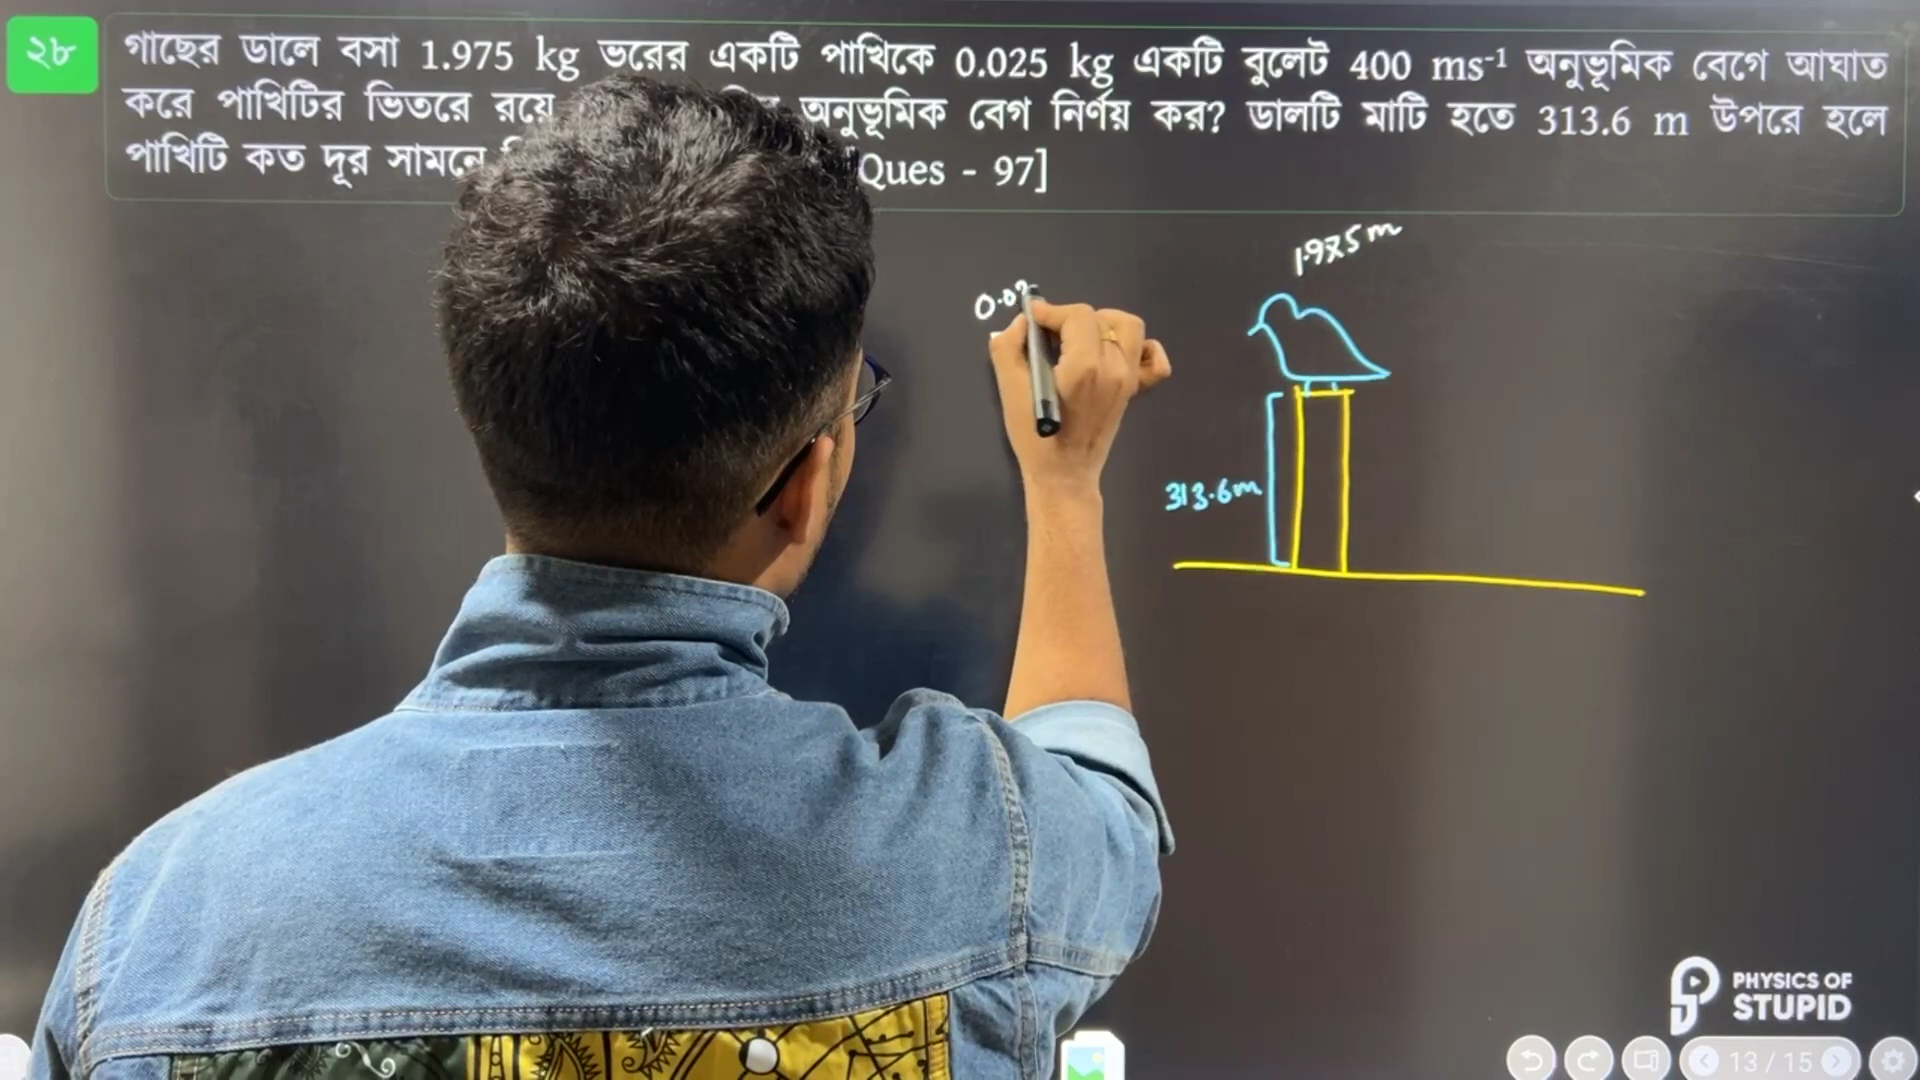 ২৮
গাছের ডালে বসা 1.975 kg ভরের একটি পাখিকে 0.025 kg একটি বুলেট 400 ms⁻¹ অনুভূমিক বেগে আঘাত
করে পাখিটির ভিতরে রয়ে অনুভূমিক বেগ নির্ণয় কর? ডালটি মাটি হতে 313.6 m উপরে হলে
পাখিটি কত দূর সামনে Ques - 97]
1.975 m
0.02
313.6m
PHYSICS OF
STUPID
13 / 15